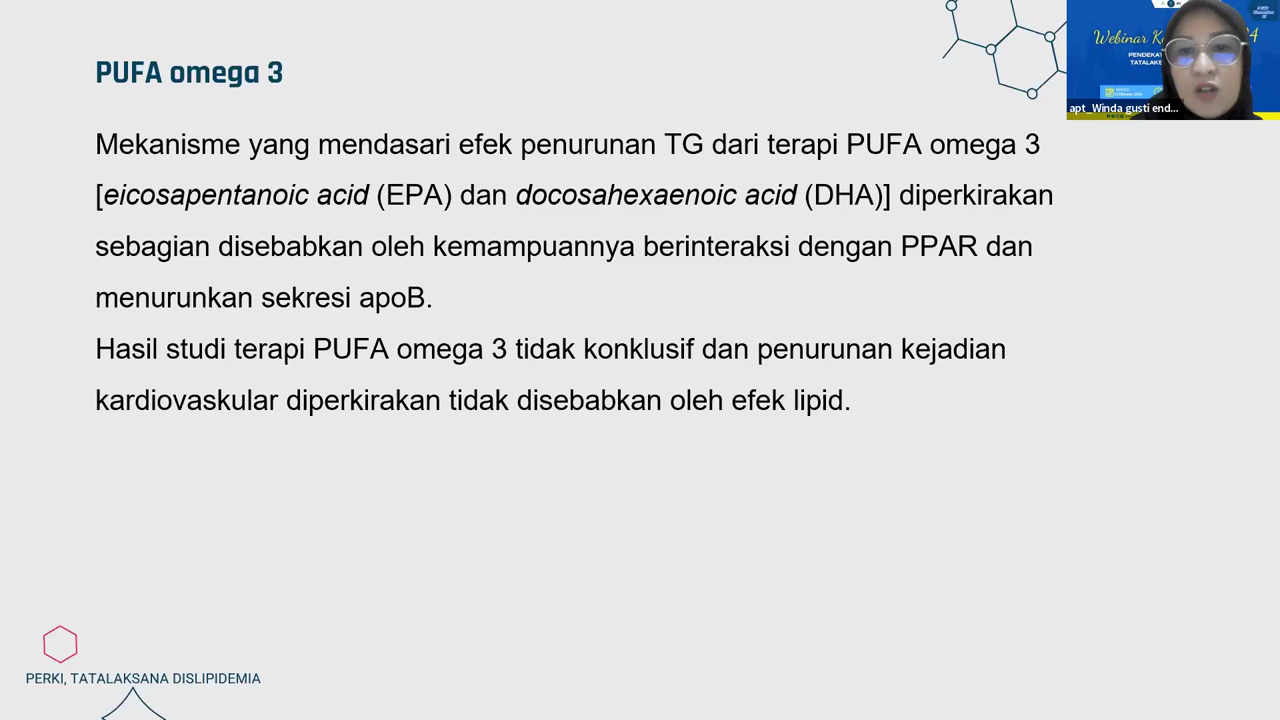 PUFA omega 3
Mekanisme yang mendasari efek penurunan TG dari terapi PUFA omega 3
[eicosapentanoic acid (EPA) dan docosahexaenoic acid (DHA)] diperkirakan
sebagian disebabkan oleh kemampuannya berinteraksi dengan PPAR dan
menurunkan sekresi apoB.
Hasil studi terapi PUFA omega 3 tidak konklusif dan penurunan kejadian
kardiovaskular diperkirakan tidak disebabkan oleh efek lipid.
PERKI, TATALAKSANA DISLIPIDEMIA
Webinar
apt_Winda gusti end...